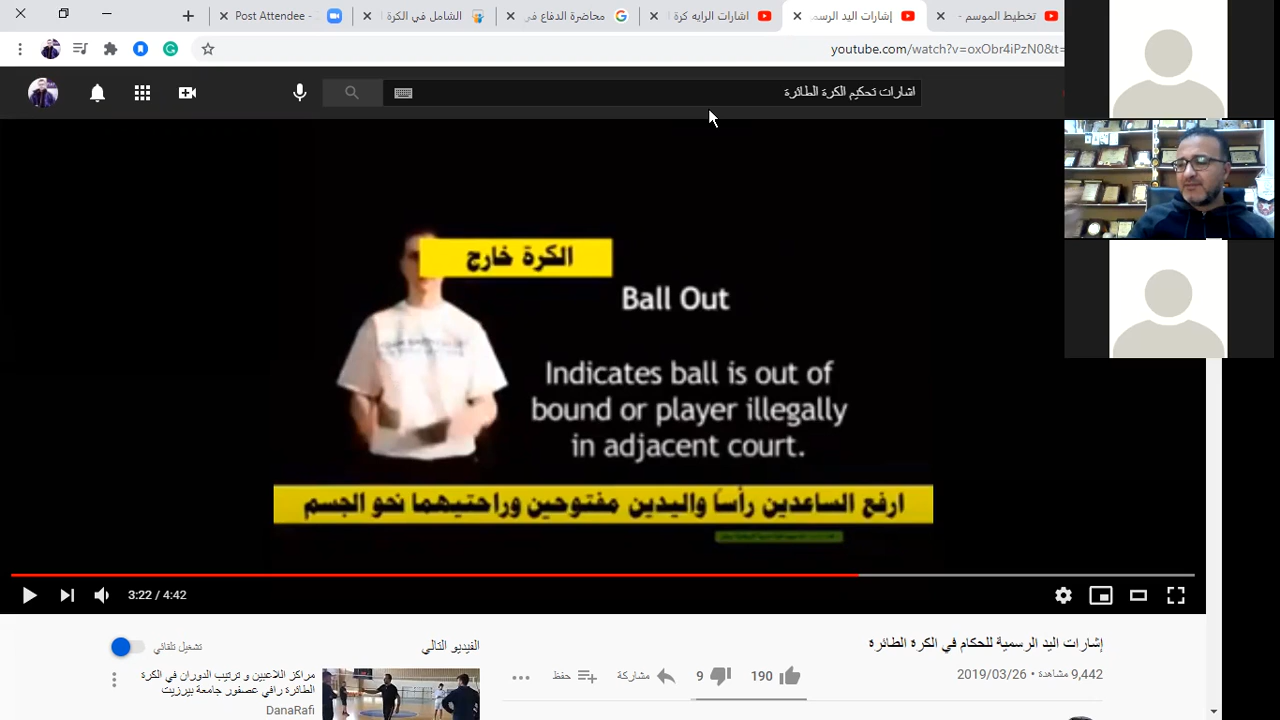 Post Attendee -
الشامل في الكرة ا
محاضرة الدفاع في
اشارات الرايه كرة ا
إشارات اليد الرسمي
تخطيط الموسم -
youtube.com/watch?v=oxObr4iPzN0&t=
اشارات تحكيم الكرة الطائرة
الكرة خارج
Ball Out
Indicates ball is out of
bound or player illegally
in adjacent court.
ارفع الساعدين رأساً واليدين مفتوحين وراحتيهما نحو الجسم
3:22 / 4:42
إشارات اليد الرسمية للحكام في الكرة الطائرة
9,442 مشاهدة • 2019/03/26
190
9
مشاركة
حفظ
الفيديو التالي
تشغيل تلقائي
مراكز اللاعبين و ترتيب الدوران في الكرة
الطائرة رافي عصفور جامعة بيرزيت
DanaRafi